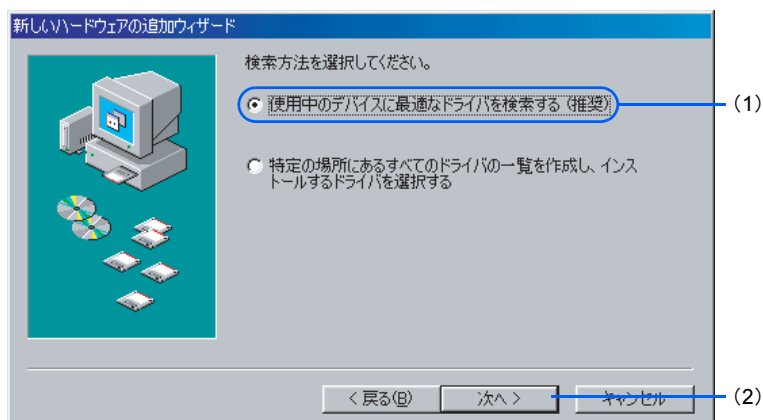 新しいハードウェアの追加ウィザード
検索方法を選択してください。
使用中のデバイスに最適なドライバを検索する (推奨)
(1)
特定の場所にあるすべてのドライバの一覧を作成し、インス
トールするドライバを選択する
< 戻る(B)
次へ >
キャンセル
(2)